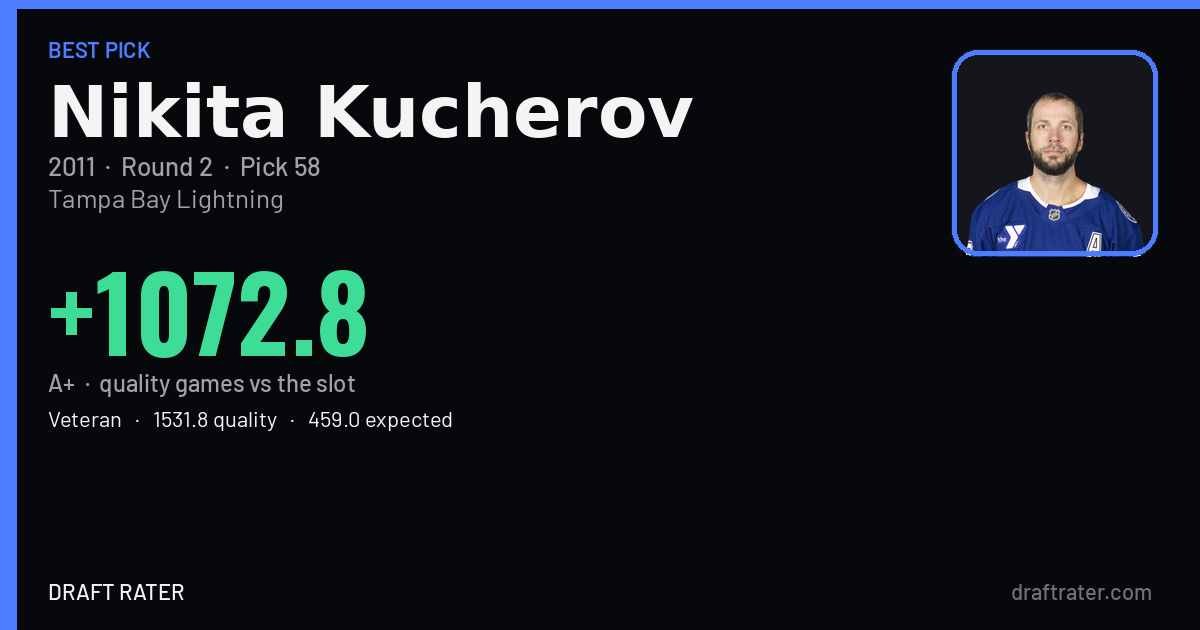 BEST PICK
Nikita Kucherov
2011 · Round 2 · Pick 58
Tampa Bay Lightning
+1072.8
A+ · quality games vs the slot
Veteran · 1531.8 quality · 459.0 expected
the Y
A
DRAFT RATER
draftrater.com